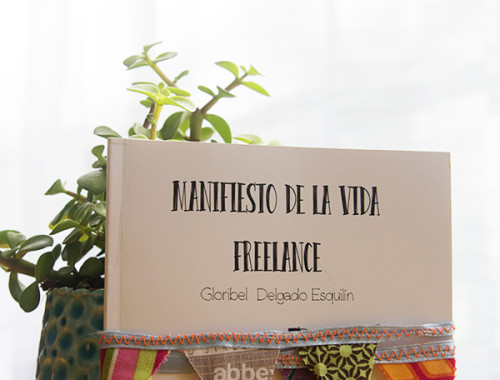 MANIFIESTO DE LA VIDA
FREELANCE
Gloribel Delgado Esquilín